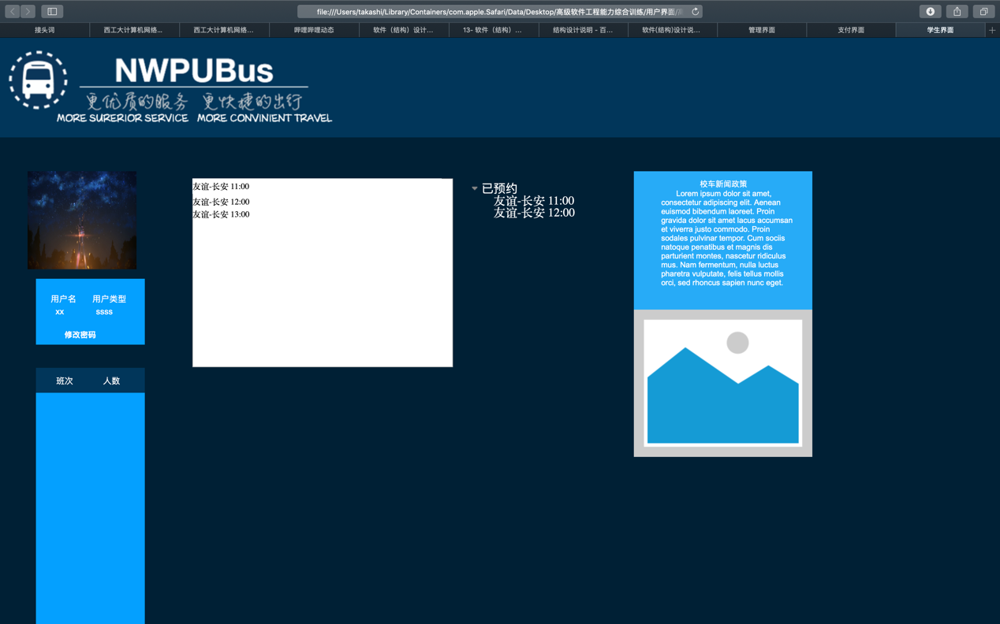 file:///Users/takashi/Library/Containers/com.apple.Safari/Data/Desktop/高级软件工程能力综合训练/用户界面/
接头词
西工大计算机网络...
西工大计算机网络...
哔哩哔哩动态
软件（结构）设计...
13- 软件（结构）...
结构设计说明 - 百...
软件(结构)设计说...
管理界面
支付界面
学生界面
NWPUBus
更优质的服务 更快捷的出行
MORE SURERIOR SERVICE MORE CONVINIENT TRAVEL
用户名 用户类型
xx ssss
修改密码
班次 人数
友谊-长安 11:00
友谊-长安 12:00
友谊-长安 13:00
已预约
友谊-长安 11:00
友谊-长安 12:00
校车新闻政策
Lorem ipsum dolor sit amet,
consectetur adipiscing elit. Aenean
euismod bibendum laoreet. Proin
gravida dolor sit amet lacus accumsan
et viverra justo commodo. Proin
sodales pulvinar tempor. Cum sociis
natoque penatibus et magnis dis
parturient montes, nascetur ridiculus
mus. Nam fermentum, nulla luctus
pharetra vulputate, felis tellus mollis
orci, sed rhoncus sapien nunc eget.